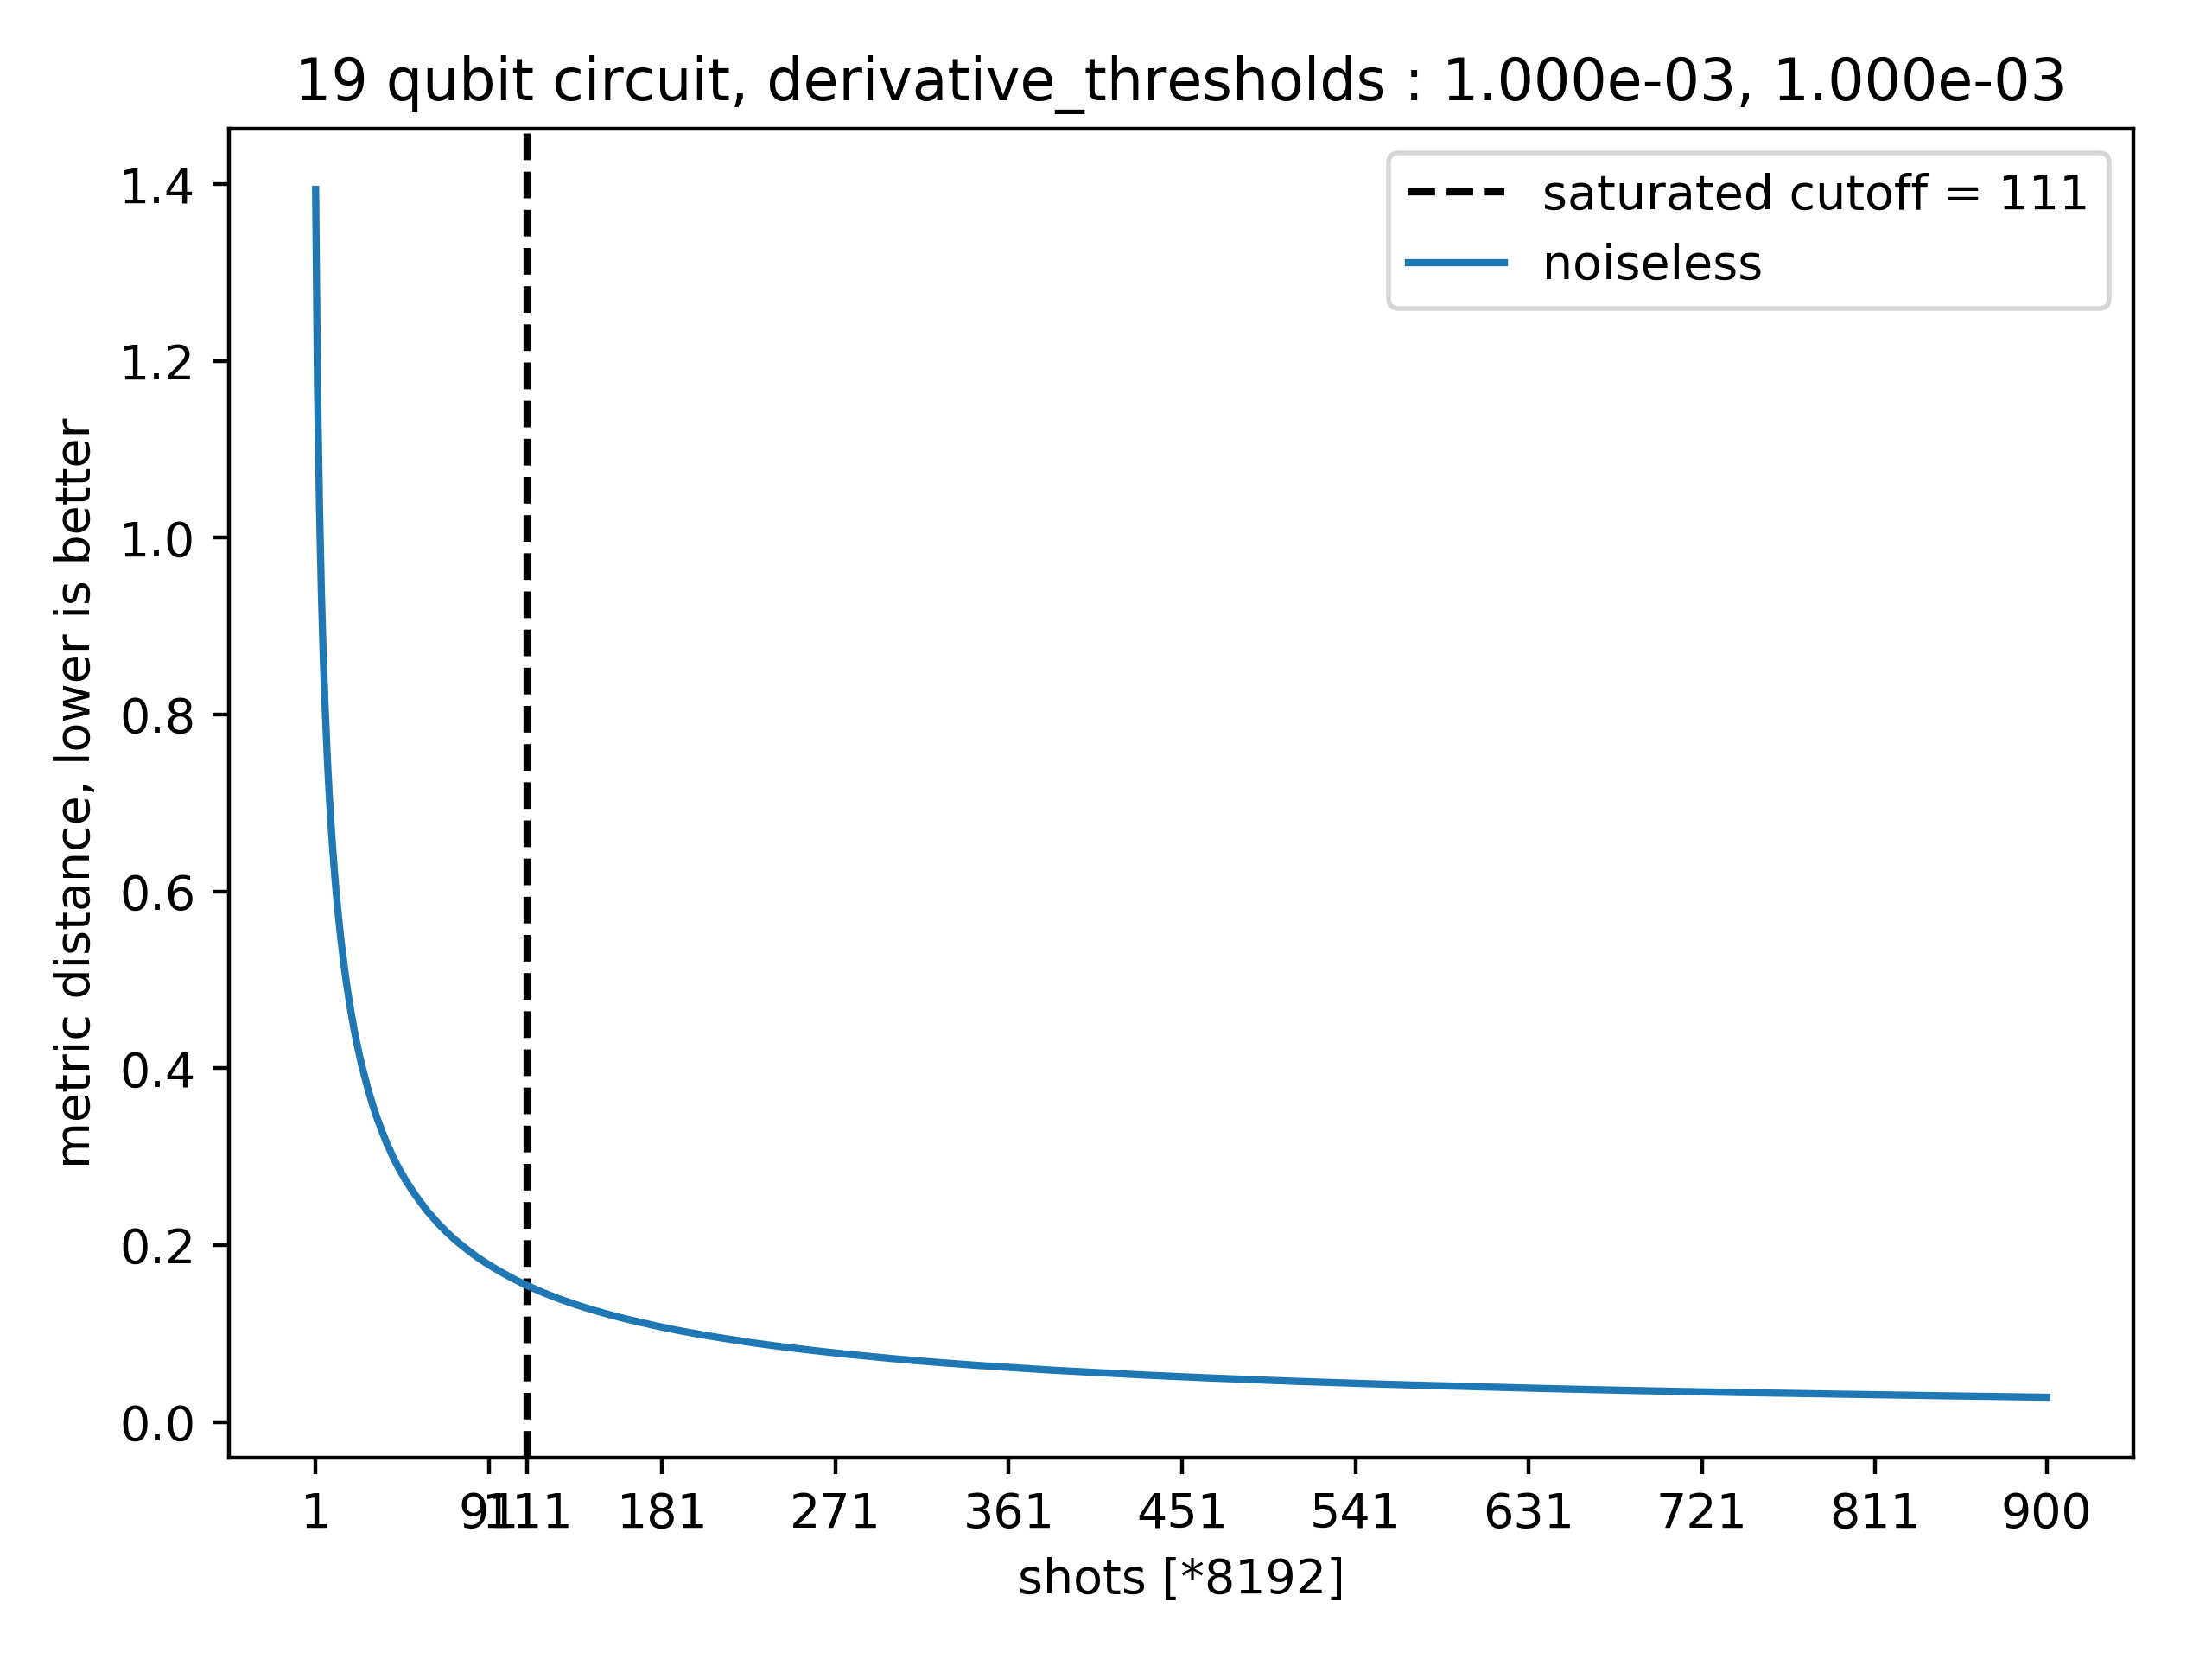 19 qubit circuit, derivative_thresholds : 1.000e-03, 1.000e-03
saturated cutoff = 111
noiseless
metric distance, lower is better
1.4
1.2
1.0
0.8
0.6
0.4
0.2
0.0
1 91 111 181 271 361 451 541 631 721 811 900
shots [*8192]